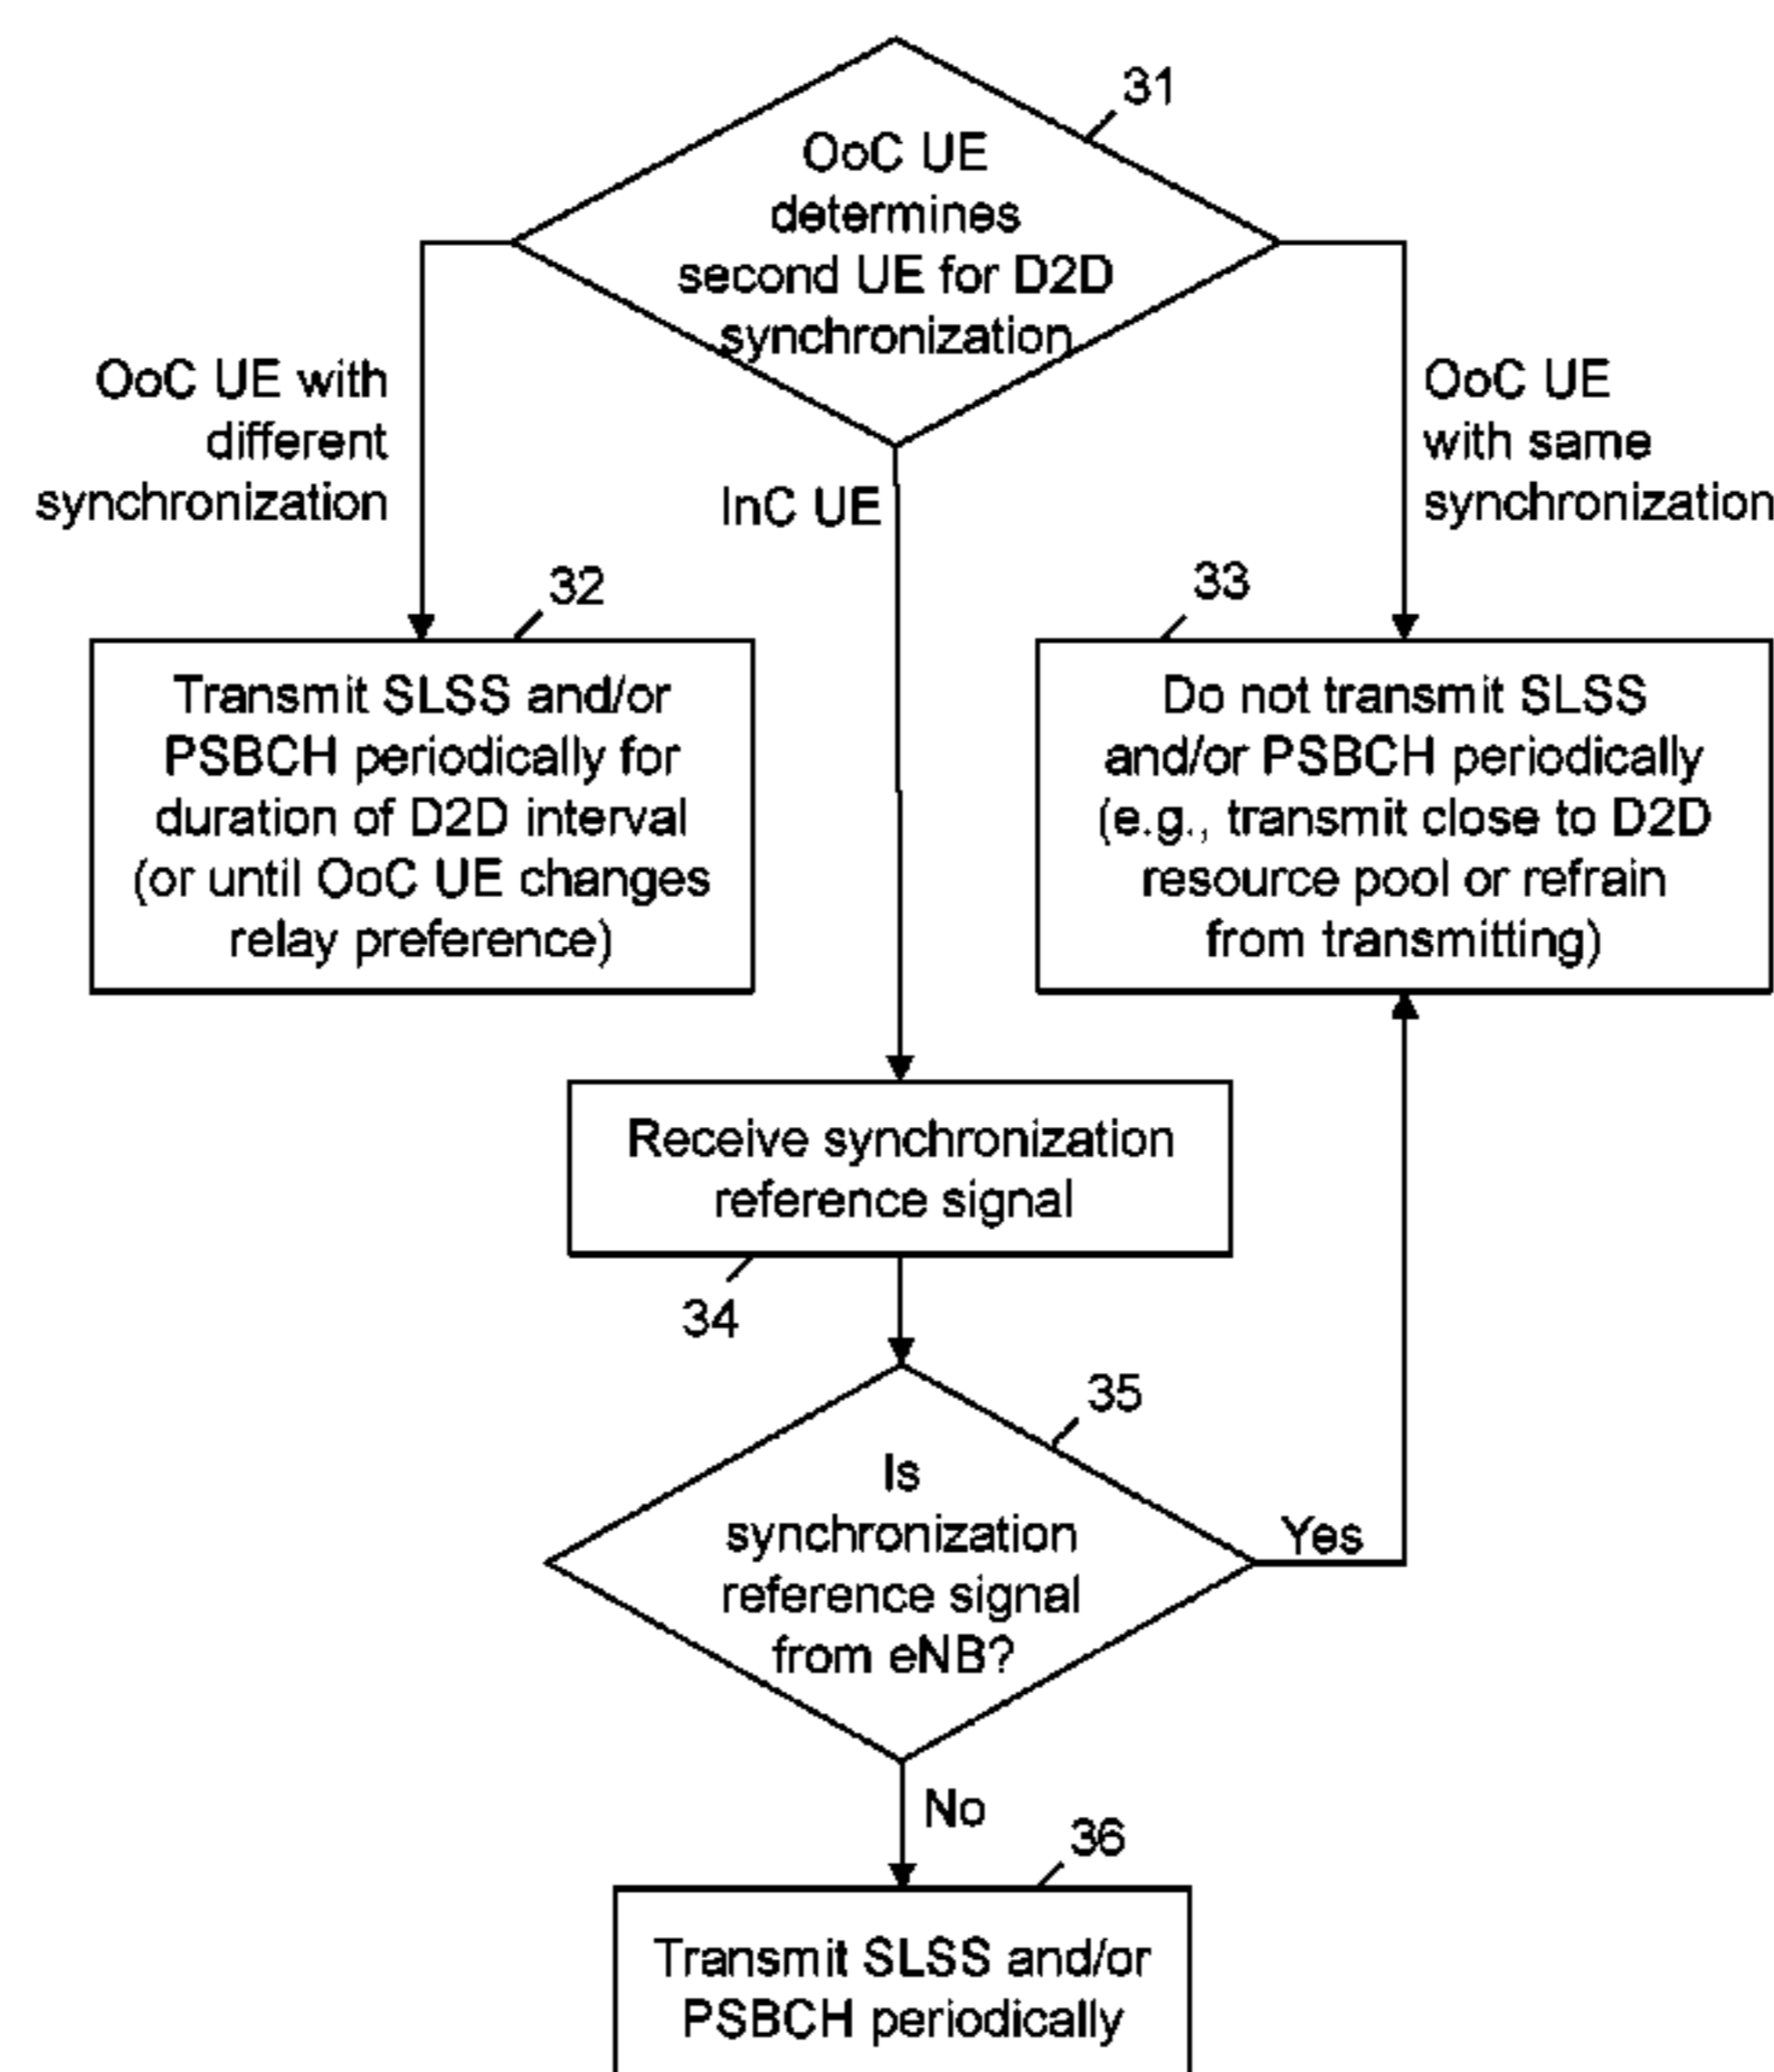 31
OoC UE
determines
second UE for D2D
synchronization
OoC UE with
different
synchronization
InC UE
OoC UE
with same
synchronization
32
Transmit SLSS and/or
PSBCH periodically for
duration of D2D interval
(or until OoC UE changes
relay preference)
33
Do not transmit SLSS
and/or PSBCH periodically
(e.g., transmit close to D2D
resource pool or refrain
from transmitting)
Receive synchronization
reference signal
34
35
Is
synchronization
reference signal
from eNB?
Yes
No
36
Transmit SLSS and/or
PSBCH periodically